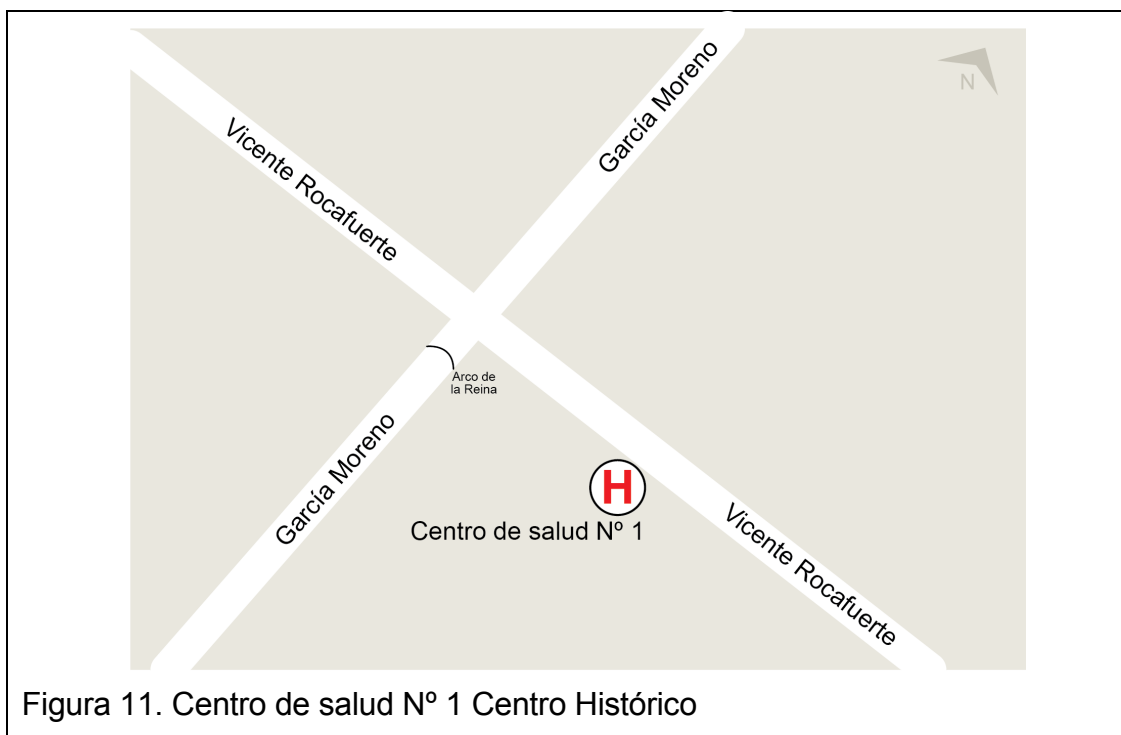 García Moreno
N
Vicente Rocafuerte
Arco de
la Reina
García Moreno
H
Centro de salud Nº 1
Vicente Rocafuerte
Figura 11. Centro de salud Nº 1 Centro Histórico